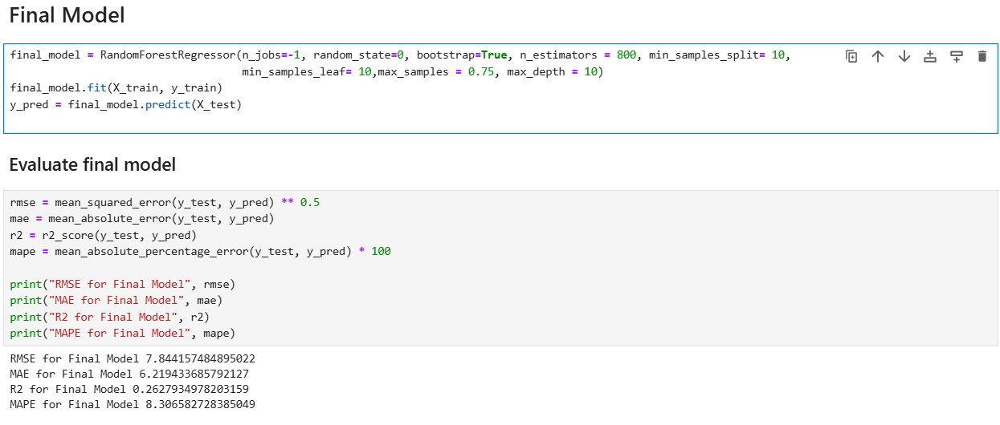 Final Model
final_model = RandomForestRegressor(n_jobs=-1, random_state=0, bootstrap=True, n_estimators = 800, min_samples_split= 10,
min_samples_leaf= 10,max_samples = 0.75, max_depth = 10)
final_model.fit(X_train, y_train)
y_pred = final_model.predict(X_test)
Evaluate final model
rmse = mean_squared_error(y_test, y_pred) ** 0.5
mae = mean_absolute_error(y_test, y_pred)
r2 = r2_score(y_test, y_pred)
mape = mean_absolute_percentage_error(y_test, y_pred) * 100
print("RMSE for Final Model", rmse)
print("MAE for Final Model", mae)
print("R2 for Final Model", r2)
print("MAPE for Final Model", mape)
RMSE for Final Model 7.844157484895022
MAE for Final Model 6.219433685792127
R2 for Final Model 0.2627934978203159
MAPE for Final Model 8.306582728385049